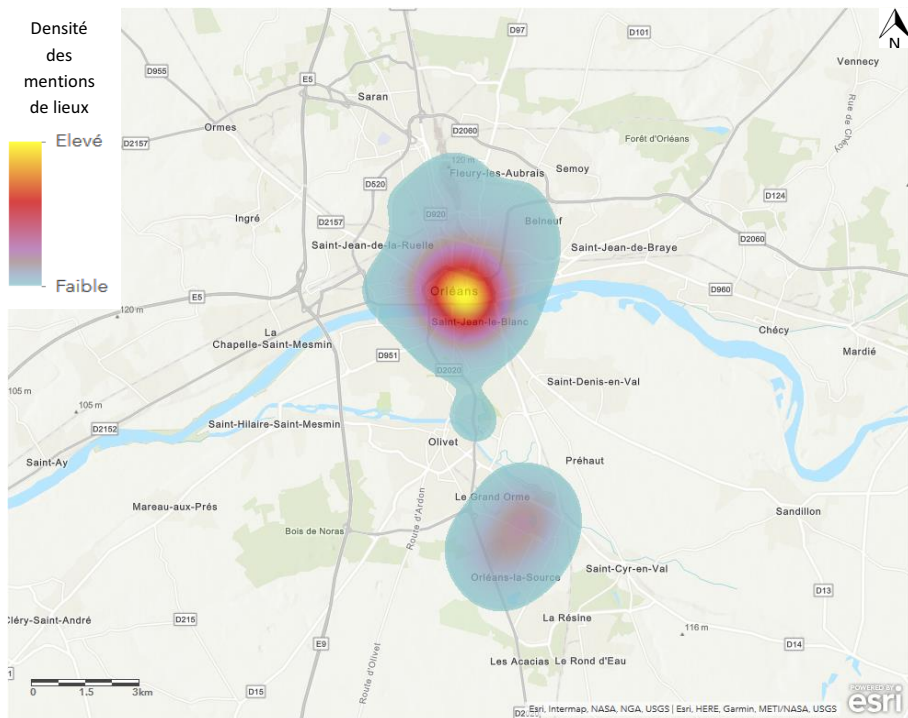 Densité
des
mentions
de lieux
Elevé
Faible
N
D97
D101
Vennecy
D955
E5
Saran
Rue de Chécy
Ormes
D2060
Forêt d'Orléans
D2157
120 m
Fleury-les-Aubrais
Semoy
D520
D124
Ingré
D920
D2157
Saint-Jean-de-la-Ruelle
Saint-Jean-de-Braye
D2060
E5
Orléans
D960
120 m
Saint-Jean-le-Blanc
Chécy
La
Chapelle-Saint-Mesmin
Mardié
D951
D2020
Saint-Denis-en-Val
105 m
105 m
Saint-Hilaire-Saint-Mesmin
D2152
Olivet
Saint-Ay
Préhaut
Le Grand Orme
Mareau-aux-Prés
Route d'Ardon
Sandillon
Bois de Noras
Saint-Cyr-en-Val
Orléans-la-Source
D13
Cléry-Saint-André
D215
La Résine
116 m
E9
D14
Les Acacias
Le Rond d'Eau
Route d'Olivet
D15
0 1.5 3km
Esri, Intermap, NASA, NGA, USGS | Esri, HERE, Garmin, METI/NASA, USGS
POWERED BY
esri